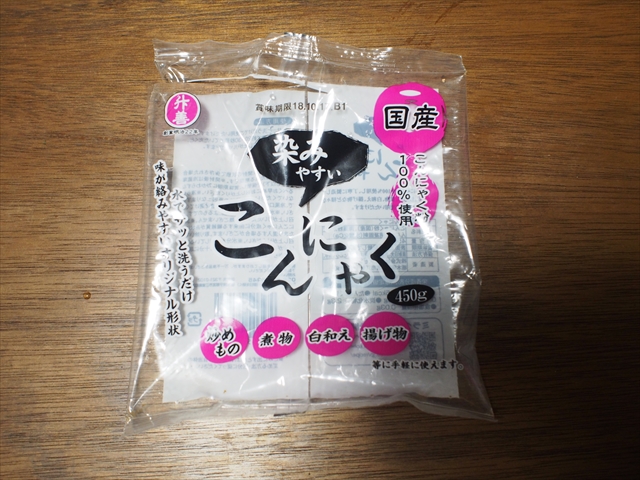 賞味期限18.10.1 B1
国産
こんにゃく
100%使用
染み
やすい
こんにゃく
450g
水でサッと洗うだけ
味が絡みやすいオリジナル形状
炒め
もの
煮物
白和え
揚げ物
等に手軽に使えます。